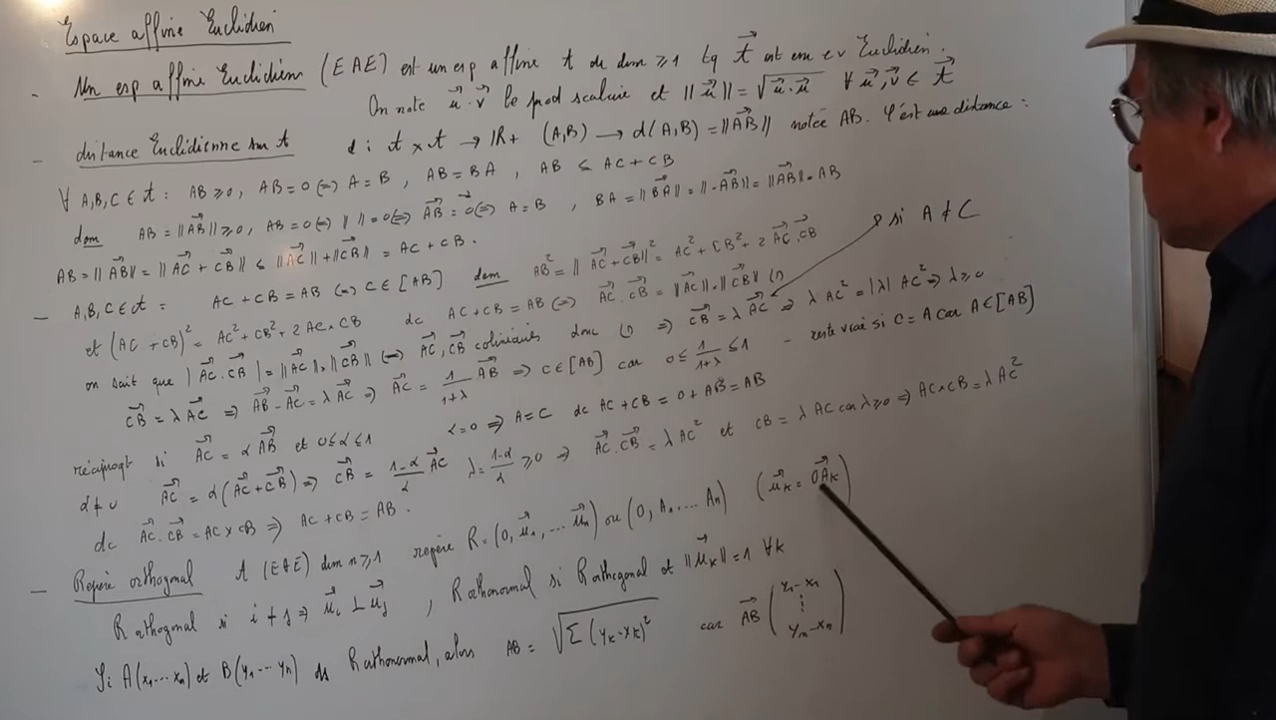 Espace affine Euclidien
- Un esp affine Euclidien (EAE) est un esp affine A de dim ≥ 1 tq A⃗ est un ev Euclidien.
On note u⃗ . v⃗ le prod scalaire et ||u⃗|| = √(u⃗ . u⃗) ∀ u⃗, v⃗ ∈ A⃗
- distance Euclidienne sur A d : A × A → IR+ (A,B) → d(A,B) = ||AB⃗|| notée AB. C'est une distance :
∀ A,B,C ∈ A : AB ≥ 0, AB = 0 ⇔ A = B, AB = BA, AB ≤ AC + CB
dem AB = ||AB⃗|| ≥ 0, AB = 0 ⇔ || || = 0 ⇔ AB⃗ = 0⃗ ⇔ A = B, BA = ||BA⃗|| = ||-AB⃗|| = ||AB⃗|| = AB
AB = ||AB⃗|| = ||AC⃗ + CB⃗|| ≤ ||AC⃗|| + ||CB⃗|| = AC + CB.
- A,B,C ∈ A : AC + CB = AB ⇔ C ∈ [AB] dem AB² = ||AC⃗ + CB⃗||² = AC² + CB² + 2 AC⃗ . CB⃗
et (AC + CB)² = AC² + CB² + 2 AC × CB dc AC + CB = AB ⇔ AC⃗ . CB⃗ = ||AC⃗|| . ||CB⃗|| (1) si A ≠ C
on sait que |AC⃗ . CB⃗| = ||AC⃗|| . ||CB⃗|| ⇔ AC⃗, CB⃗ colinéaires donc (1) ⇒ CB⃗ = λ AC⃗ ⇒ λ AC² = |λ| AC² ⇒ λ ≥ 0
CB⃗ = λ AC⃗ ⇒ AB⃗ - AC⃗ = λ AC⃗ ⇒ AC⃗ = 1/(1+λ) AB⃗ ⇒ C ∈ [AB] car 0 ≤ 1/(1+λ) ≤ 1 - reste vrai si C = A car A ∈ [AB]
réciproqt si AC⃗ = α AB⃗ et 0 ≤ α ≤ 1 α = 0 ⇒ A = C dc AC + CB = 0 + AB = AB
α ≠ 0 AC⃗ = α(AC⃗ + CB⃗) ⇒ CB⃗ = (1-α)/α AC⃗ λ = (1-α)/α ≥ 0 ⇒ AC⃗ . CB⃗ = λ AC² et CB = λ AC car λ ≥ 0 ⇒ AC × CB = λ AC²
dc AC⃗ . CB⃗ = AC × CB ⇒ AC + CB = AB.
- Repère orthogonal A (EAE) dim n ≥ 1 repère R = (0, u⃗₁, ... u⃗ₙ) ou (0, A₁ .... Aₙ) (u⃗ₖ = 0A⃗ₖ)
R orthogonal si i ≠ j ⇒ u⃗ᵢ ⊥ u⃗ⱼ, R orthonormal si R orthogonal et ||u⃗ₖ|| = 1 ∀k
Si A(x₁ ... xₙ) et B(y₁ ... yₙ) ds R orthonormal, alors AB = √(Σ (yₖ - xₖ)²) car AB⃗ (y₁ - x₁ ⋮ yₙ - xₙ)